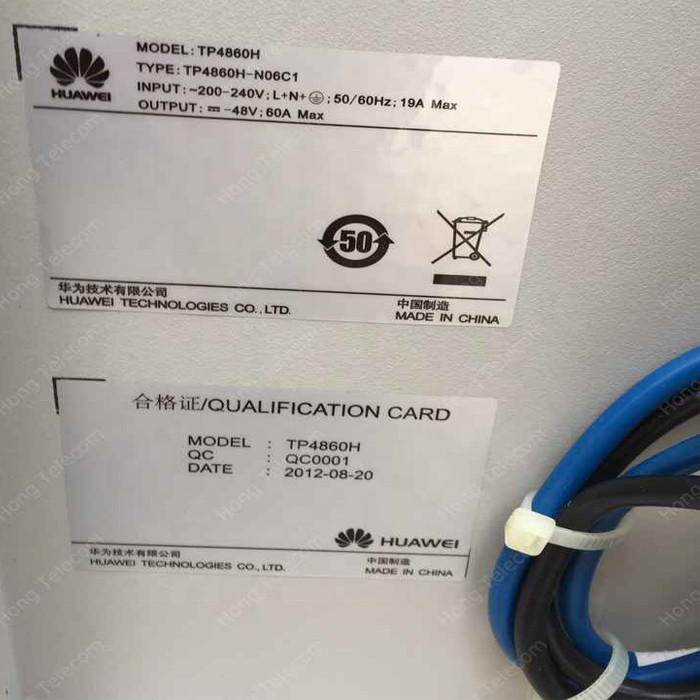 HUAWEI
MODEL: TP4860H
TYPE: TP4860H-N06C1
INPUT: ~200-240V; L+N+⏚; 50/60Hz; 19A Max
OUTPUT: ⎓ -48V; 60A Max
50
华为技术有限公司
HUAWEI TECHNOLOGIES CO., LTD.
中国制造
MADE IN CHINA
合格证/QUALIFICATION CARD
MODEL : TP4860H
QC : QC0001
DATE : 2012-08-20
HUAWEI
华为技术有限公司
HUAWEI TECHNOLOGIES CO., LTD.
中国制造
MADE IN CHINA
Hong Telecom